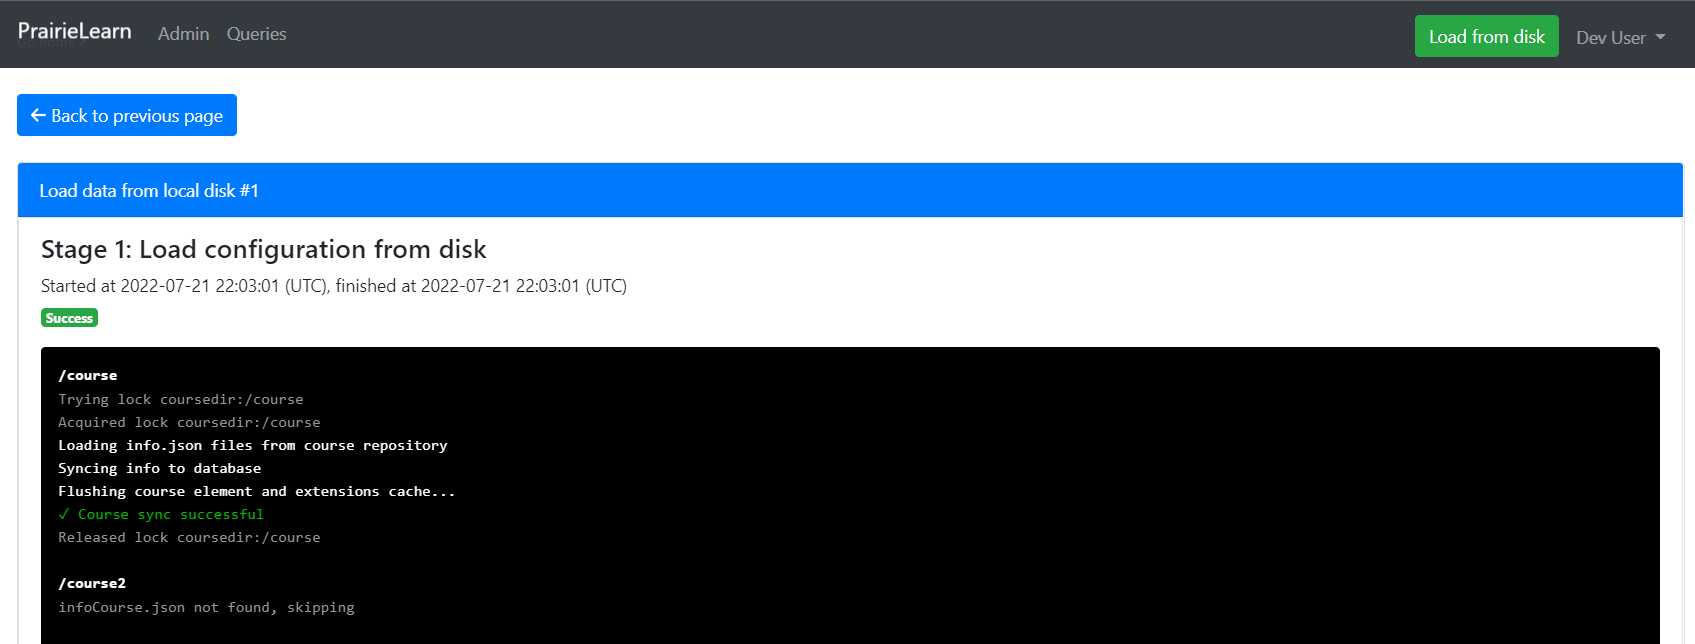 PrairieLearn Admin Queries Load from disk Dev User
← Back to previous page
Load data from local disk #1
Stage 1: Load configuration from disk
Started at 2022-07-21 22:03:01 (UTC), finished at 2022-07-21 22:03:01 (UTC)
Success
/course
Trying lock coursedir:/course
Acquired lock coursedir:/course
Loading info.json files from course repository
Syncing info to database
Flushing course element and extensions cache...
✓ Course sync successful
Released lock coursedir:/course
/course2
infoCourse.json not found, skipping